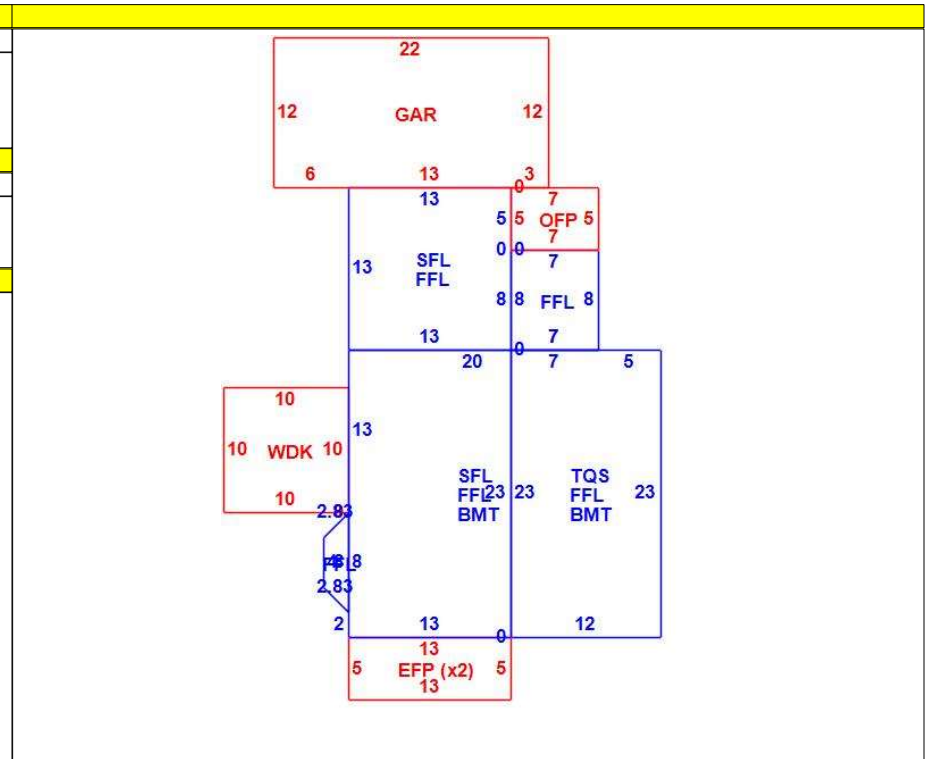 22
12 GAR 12
6 13 3
0
13 7
5 5 OFP 5
7
0 0
SFL 7
13 FFL
8 8 FFL 8
13 7
0
20 7 5
10
13
10 WDK 10
SFL TQS
FFL 23 23 FFL 23
BMT BMT
10
2.83
FFL 8
2.83
2 13 0 12
13
5 EFP (x2) 5
13